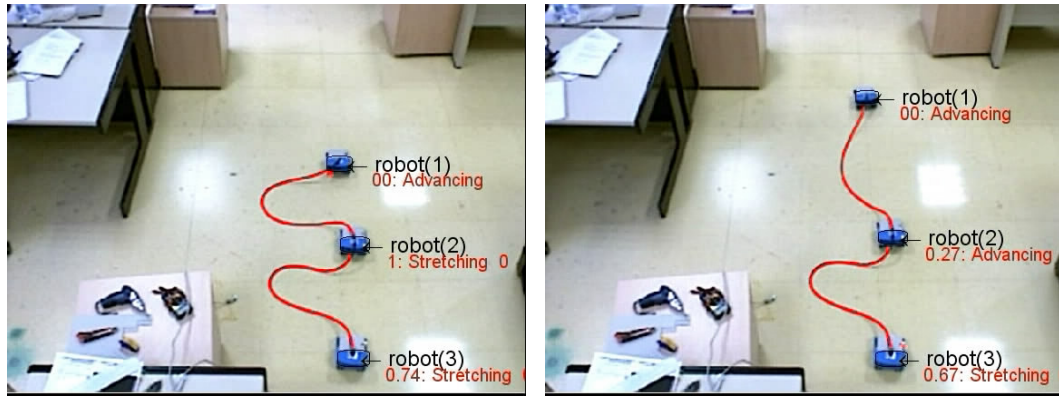 robot(1)
00: Advancing
robot(2)
1: Stretching 0
robot(3)
0.74: Stretching
robot(1)
00: Advancing
robot(2)
0.27: Advancing
robot(3)
0.67: Stretching